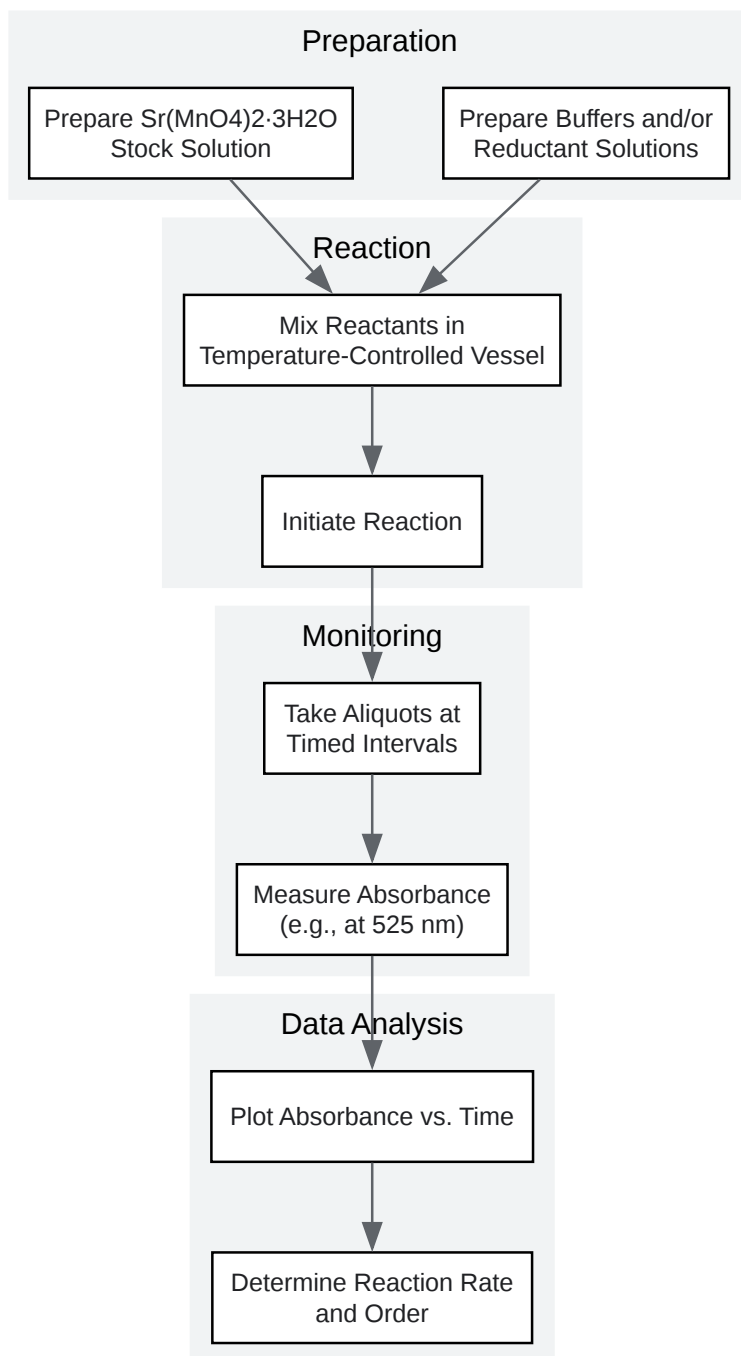 Preparation
Prepare Sr(MnO4)2·3H2O
Stock Solution
Prepare Buffers and/or
Reductant Solutions
Reaction
Mix Reactants in
Temperature-Controlled Vessel
Initiate Reaction
Monitoring
Take Aliquots at
Timed Intervals
Measure Absorbance
(e.g., at 525 nm)
Data Analysis
Plot Absorbance vs. Time
Determine Reaction Rate
and Order